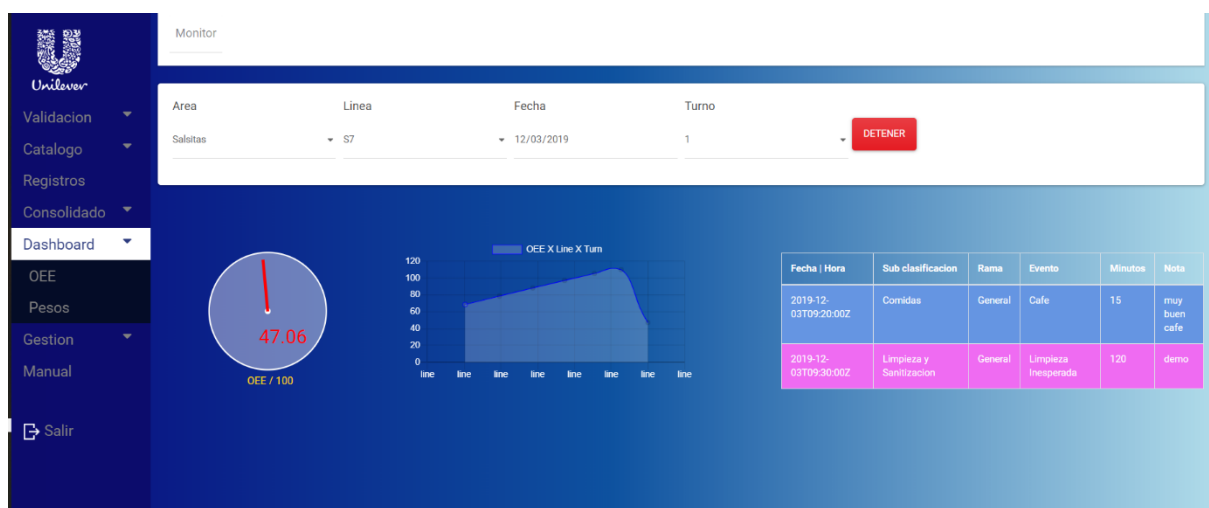 Unilever
Validacion
Catalogo
Registros
Consolidado
Dashboard
OEE
Pesos
Gestion
Manual
Salir
Monitor
Area Linea Fecha Turno
Salsitas S7 12/03/2019 1 DETENER
47.06
OEE / 100
OEE X Line X Turn
120
100
80
60
40
20
0
line line line line line line line line
Fecha | Hora Sub clasificacion Rama Evento Minutos Nota
2019-12- Comidas General Cafe 15 muy
03T09:20:00Z buen
cafe
2019-12- Limpieza y General Limpieza 120 demo
03T09:30:00Z Sanitizacion Inesperada